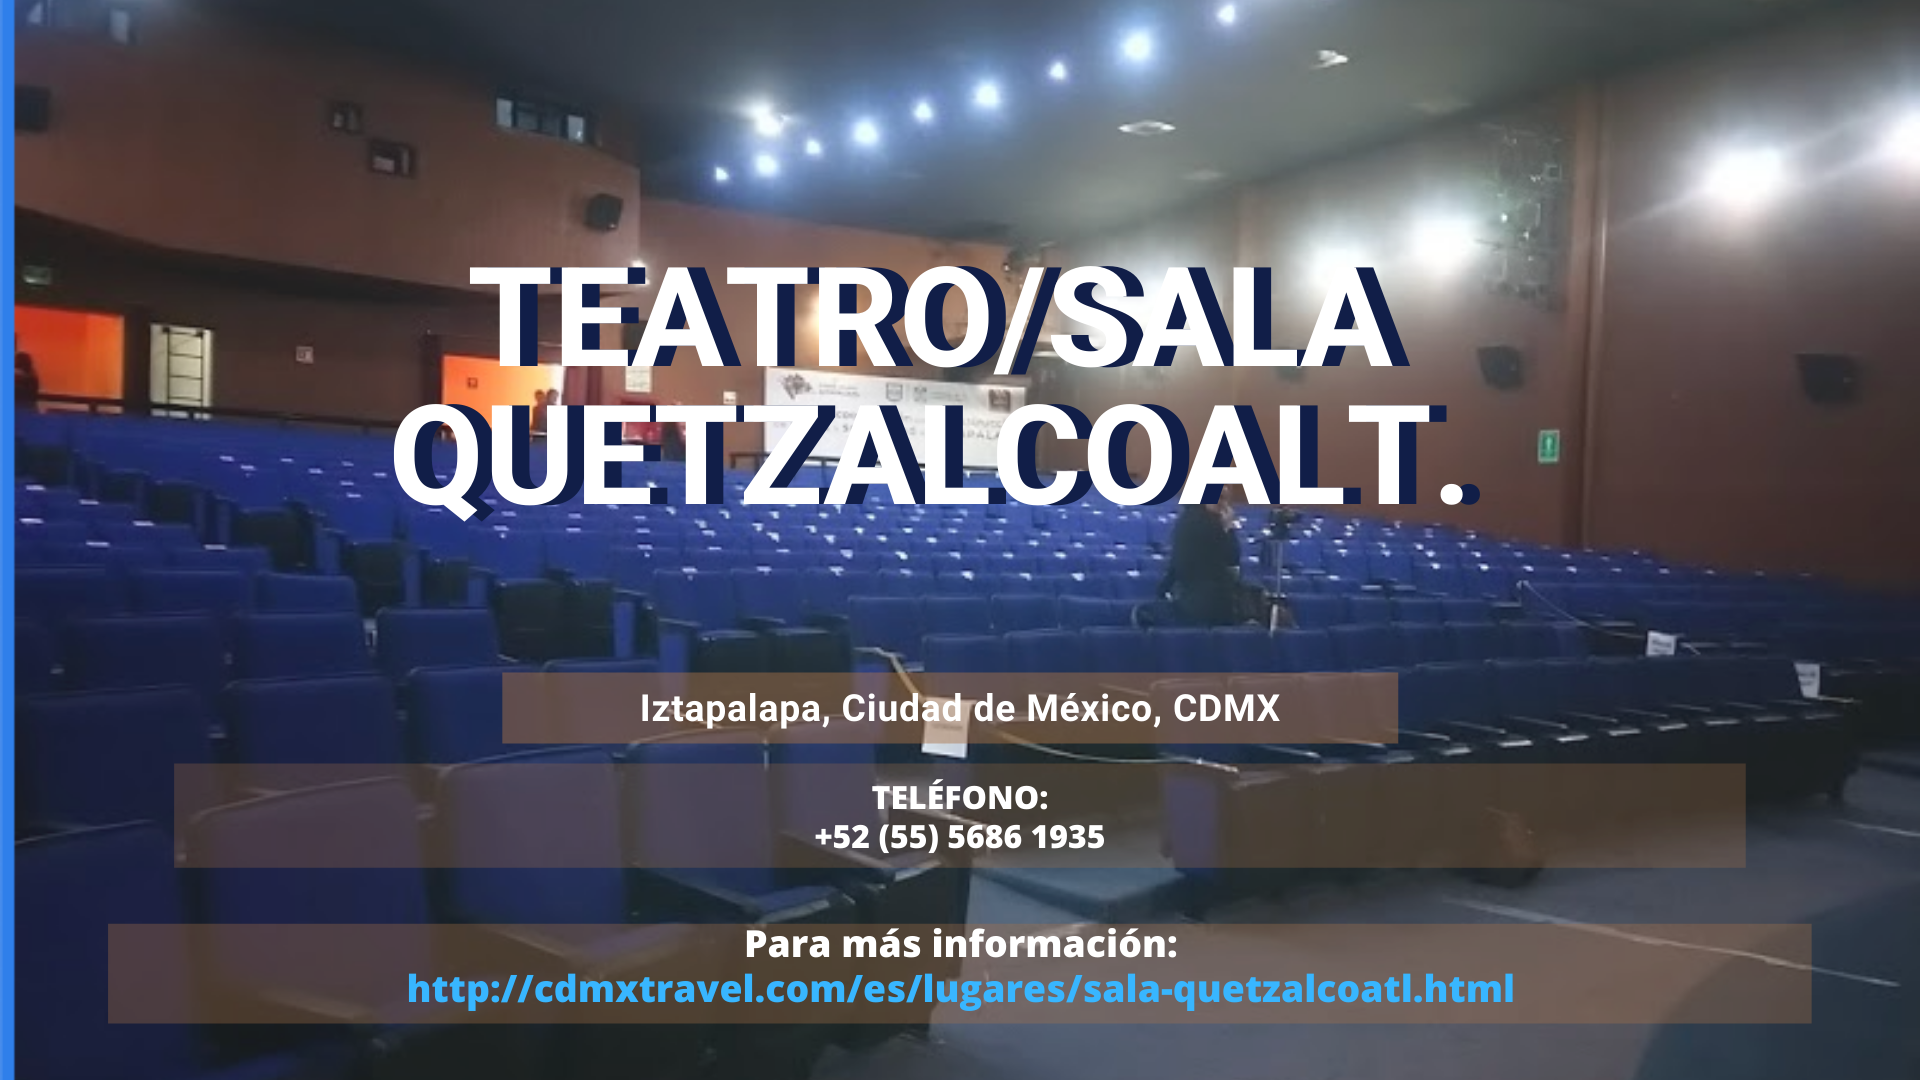 TEATRO/SALA
QUETZALCOALT.
Iztapalapa, Ciudad de México, CDMX
TELÉFONO:
+52 (55) 5686 1935
Para más información:
http://cdmxtravel.com/es/lugares/sala-quetzalcoatl.html